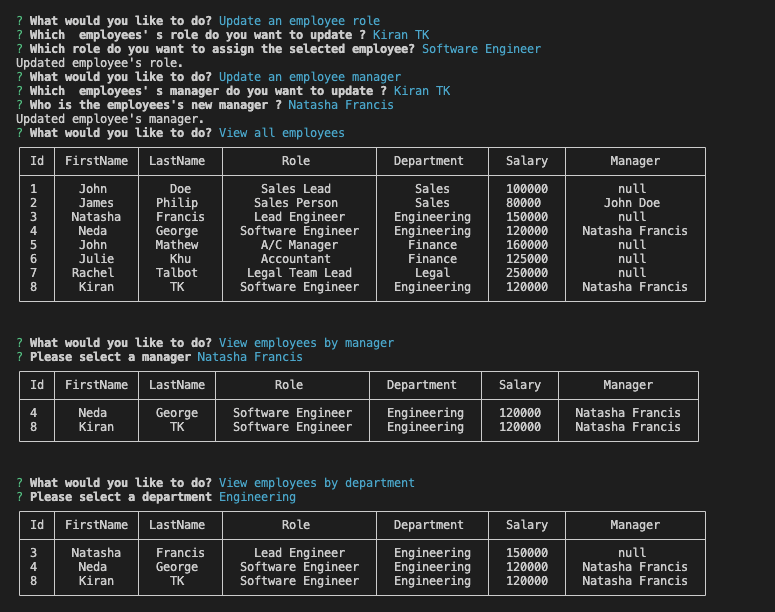 ? What would you like to do? Update an employee role
? Which  employees' s role do you want to update ? Kiran TK
? Which role do you want to assign the selected employee? Software Engineer
Updated employee's role.
? What would you like to do? Update an employee manager
? Which  employees' s manager do you want to update ? Kiran TK
? Who is the employees's new manager ? Natasha Francis
Updated employee's manager.
? What would you like to do? View all employees
Id FirstName LastName Role Department Salary Manager
1 John Doe Sales Lead Sales 100000 null
2 James Philip Sales Person Sales 80000 John Doe
3 Natasha Francis Lead Engineer Engineering 150000 null
4 Neda George Software Engineer Engineering 120000 Natasha Francis
5 John Mathew A/C Manager Finance 160000 null
6 Julie Khu Accountant Finance 125000 null
7 Rachel Talbot Legal Team Lead Legal 250000 null
8 Kiran TK Software Engineer Engineering 120000 Natasha Francis
? What would you like to do? View employees by manager
? Please select a manager Natasha Francis
Id FirstName LastName Role Department Salary Manager
4 Neda George Software Engineer Engineering 120000 Natasha Francis
8 Kiran TK Software Engineer Engineering 120000 Natasha Francis
? What would you like to do? View employees by department
? Please select a department Engineering
Id FirstName LastName Role Department Salary Manager
3 Natasha Francis Lead Engineer Engineering 150000 null
4 Neda George Software Engineer Engineering 120000 Natasha Francis
8 Kiran TK Software Engineer Engineering 120000 Natasha Francis